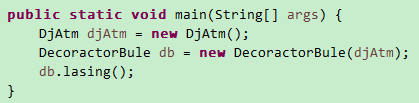 public static void main(String[] args) {
    DjAtm djAtm = new DjAtm();
    DecoractorBule db = new DecoractorBule(djAtm);
    db.lasing();
}